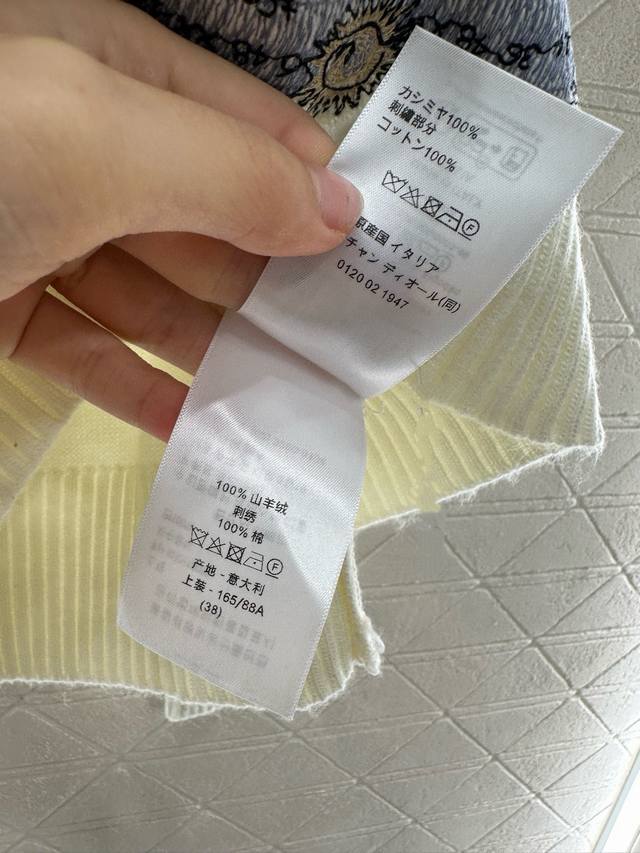 カシミヤ100%
刺繍部分
コットン100%
原産国 イタリア
チャン ディオール(同)
0120 02 1947
100% 山羊绒
刺绣
100% 棉
产地 - 意大利
上装 - 165/88A
(38)